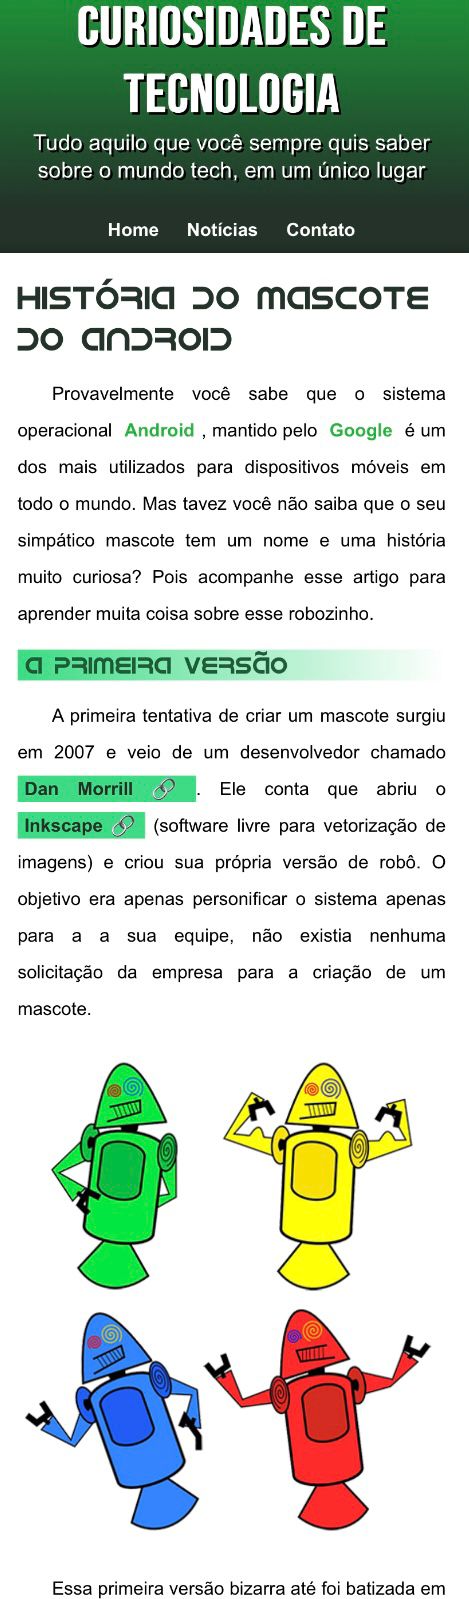 CURIOSIDADES DE
TECNOLOGIA
Tudo aquilo que você sempre quis saber
sobre o mundo tech, em um único lugar
Home Notícias Contato
HISTÓRIA DO MASCOTE
DO ANDROID
Provavelmente você sabe que o sistema
operacional Android , mantido pelo Google é um
dos mais utilizados para dispositivos móveis em
todo o mundo. Mas tavez você não saiba que o seu
simpático mascote tem um nome e uma história
muito curiosa? Pois acompanhe esse artigo para
aprender muita coisa sobre esse robozinho.
A PRIMEIRA VERSÃO
A primeira tentativa de criar um mascote surgiu
em 2007 e veio de um desenvolvedor chamado
Dan Morrill 🔗 . Ele conta que abriu o
Inkscape 🔗 (software livre para vetorização de
imagens) e criou sua própria versão de robô. O
objetivo era apenas personificar o sistema apenas
para a a sua equipe, não existia nenhuma
solicitação da empresa para a criação de um
mascote.
Essa primeira versão bizarra até foi batizada em